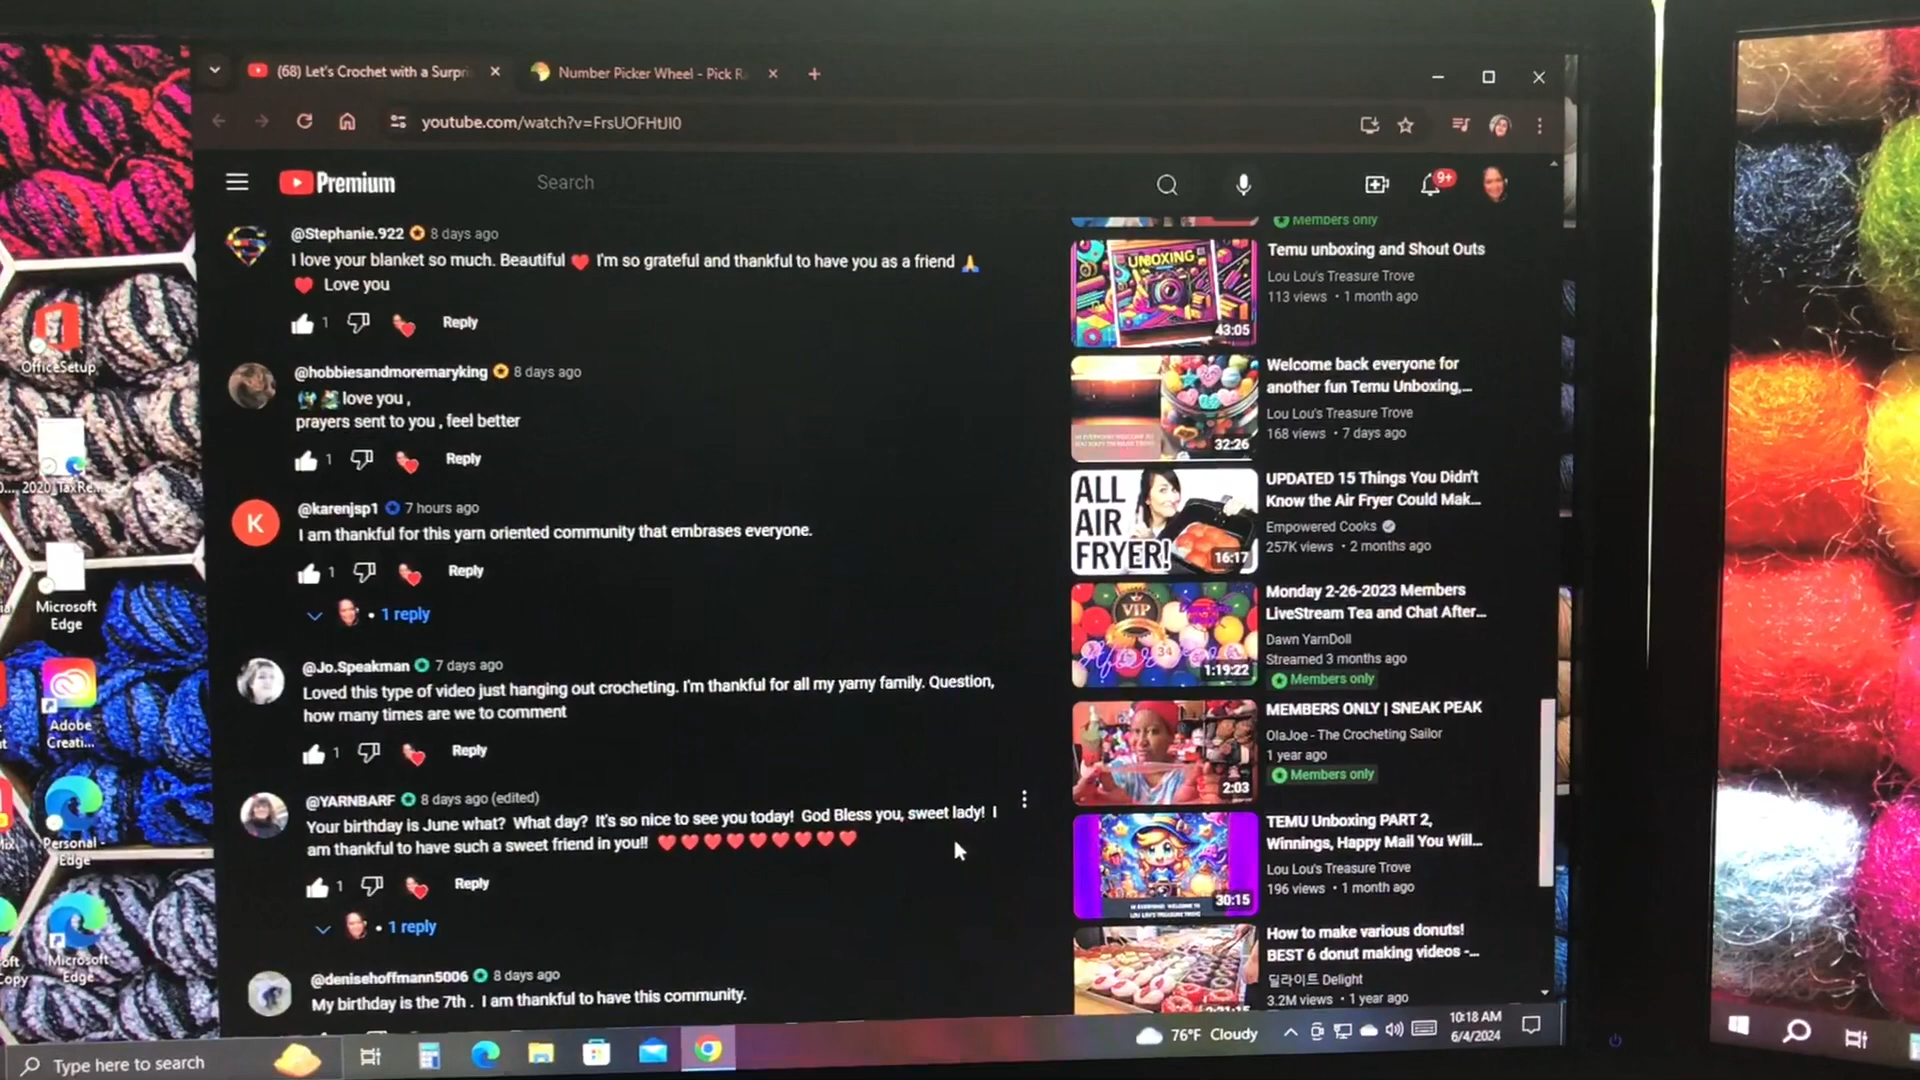 (68) Let's Crochet with a Surpri
Number Picker Wheel - Pick R
youtube.com/watch?v=FrsUOFHtJI0
Premium
Search
9+
@Stephanie.922 8 days ago
I love your blanket so much. Beautiful ❤️ I'm so grateful and thankful to have you as a friend 🙏
❤️ Love you
1 Reply
@hobbiesandmoremaryking 8 days ago
love you ,
prayers sent to you , feel better
1 Reply
K
@karenjsp1 7 hours ago
I am thankful for this yarn oriented community that embrases everyone.
1 Reply
• 1 reply
@Jo.Speakman 7 days ago
Loved this type of video just hanging out crocheting. I'm thankful for all my yarny family. Question,
how many times are we to comment
1 Reply
@YARNBARF 8 days ago (edited)
Your birthday is June what? What day? It's so nice to see you today! God Bless you, sweet lady! I
am thankful to have such a sweet friend in you!! ❤️❤️❤️❤️❤️❤️❤️❤️❤️
1 Reply
• 1 reply
@denisehoffmann5006 8 days ago
My birthday is the 7th . I am thankful to have this community.
Members only
UNBOXING
43:05
Temu unboxing and Shout Outs
Lou Lou's Treasure Trove
113 views • 1 month ago
32:26
Welcome back everyone for
another fun Temu Unboxing,...
Lou Lou's Treasure Trove
168 views • 7 days ago
ALL
AIR
FRYER!
16:17
UPDATED 15 Things You Didn't
Know the Air Fryer Could Mak...
Empowered Cooks
257K views • 2 months ago
VIP
34
After
1:19:22
Monday 2-26-2023 Members
LiveStream Tea and Chat After...
Dawn YarnDoll
Streamed 3 months ago
Members only
2:03
MEMBERS ONLY | SNEAK PEAK
OlaJoe - The Crocheting Sailor
1 year ago
Members only
30:15
TEMU Unboxing PART 2,
Winnings, Happy Mail You Will...
Lou Lou's Treasure Trove
196 views • 1 month ago
How to make various donuts!
BEST 6 donut making videos -...
딜라이트 Delight
3.2M views • 1 year ago
OfficeSetup
2020_TaxRe...
Microsoft
Edge
Adobe
Creati...
Personal -
Edge
Microsoft
Edge
Copy
Type here to search
76°F Cloudy
10:18 AM
6/4/2024